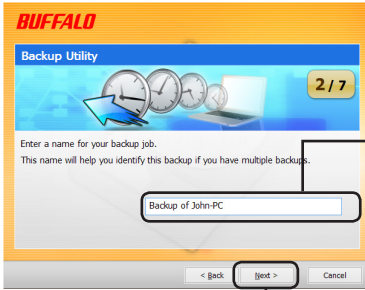 BUFFALO
Backup Utility
2 / 7
Enter a name for your backup job.
This name will help you identify this backup if you have multiple backups.
Backup of John-PC
< Back
Next >
Cancel